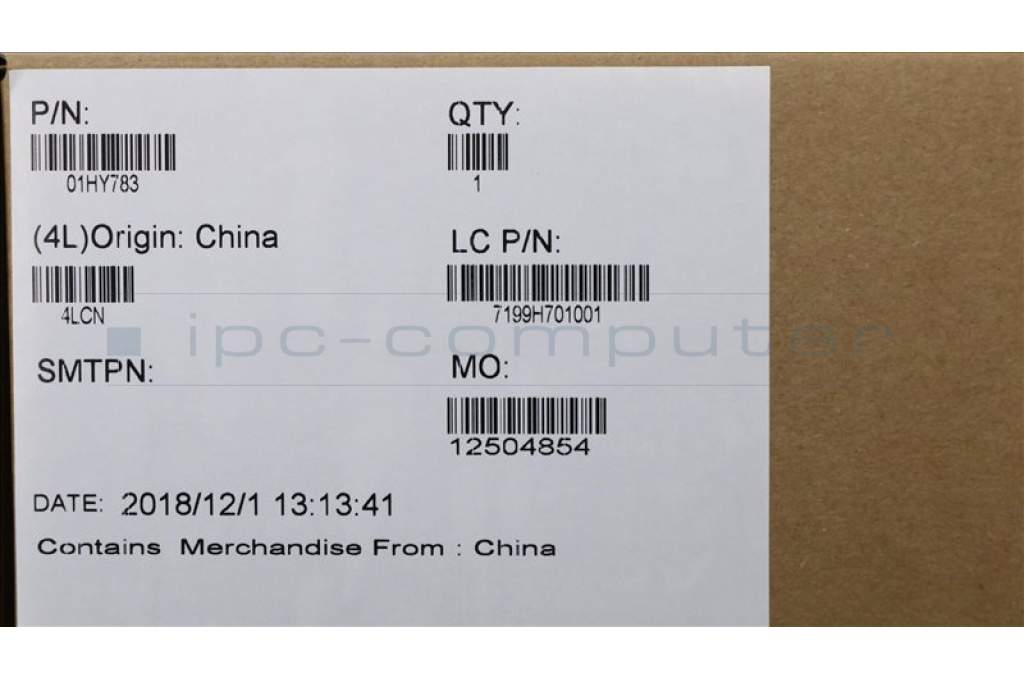 P/N:
01HY783
QTY:
1
(4L)Origin: China
4LCN
LC P/N:
7199H701001
ipc-computer
SMTPN:
MO:
12504854
DATE: 2018/12/1 13:13:41
Contains Merchandise From : China